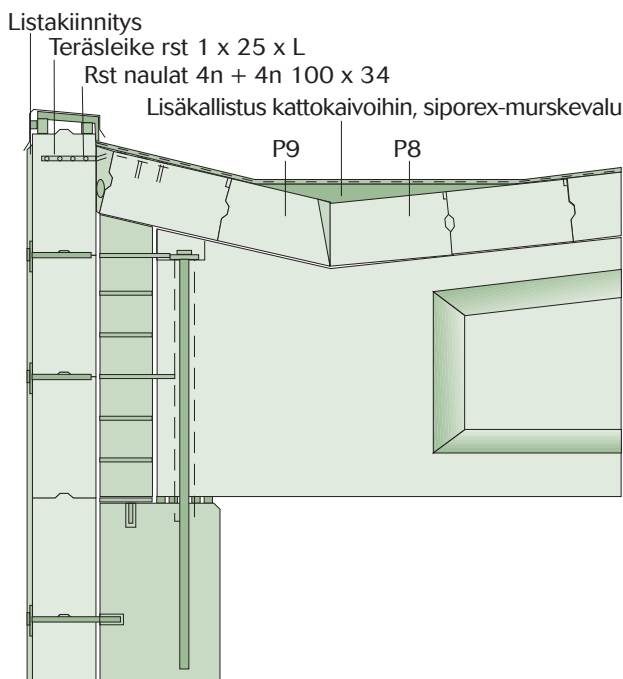 Listakiinnitys
Teräsleike rst 1 x 25 x L
Rst naulat 4n + 4n 100 x 34
Lisäkallistus kattokaivoihin, siporex-murskevalu
P9 P8